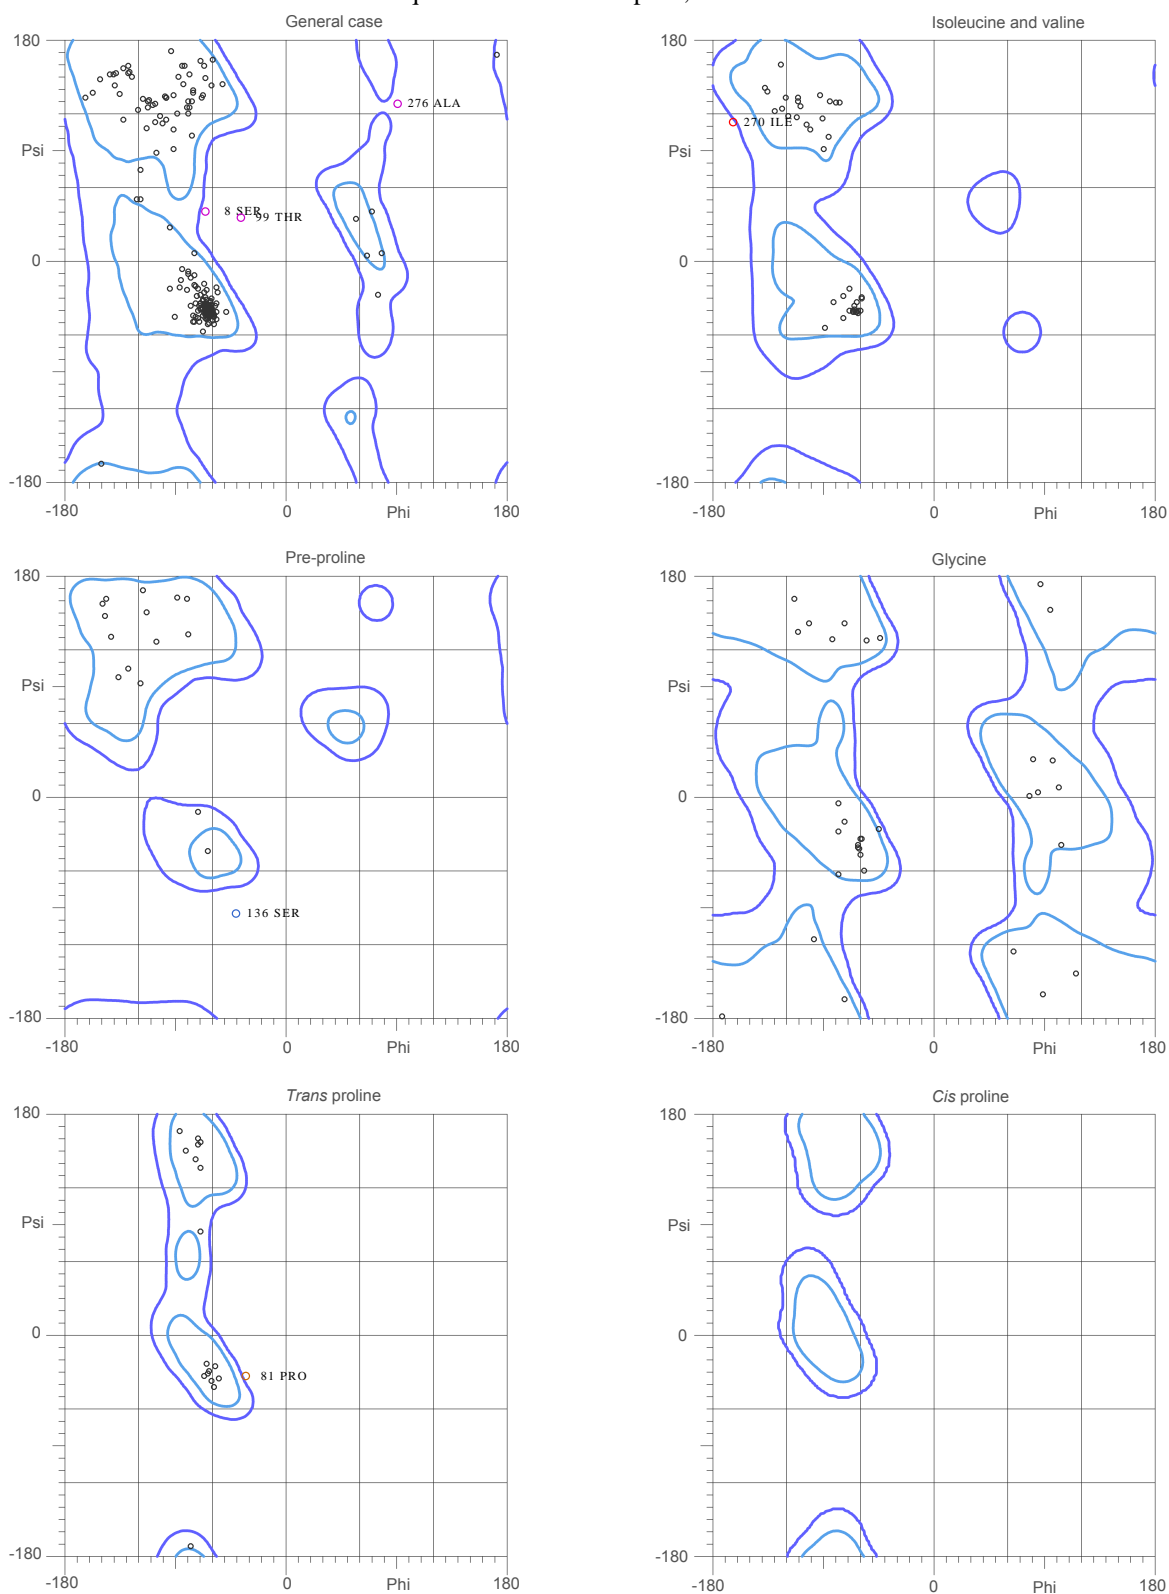 General case
180
Psi
0
-180
-180
0
Phi
180
276 ALA
8 SER
99 THR
Isoleucine and valine
180
Psi
0
-180
-180
0
Phi
180
270 ILE
Pre-proline
180
Psi
0
-180
-180
0
Phi
180
136 SER
Glycine
180
Psi
0
-180
-180
0
Phi
180
Trans proline
180
Psi
0
-180
-180
0
Phi
180
81 PRO
Cis proline
180
Psi
0
-180
-180
0
Phi
180